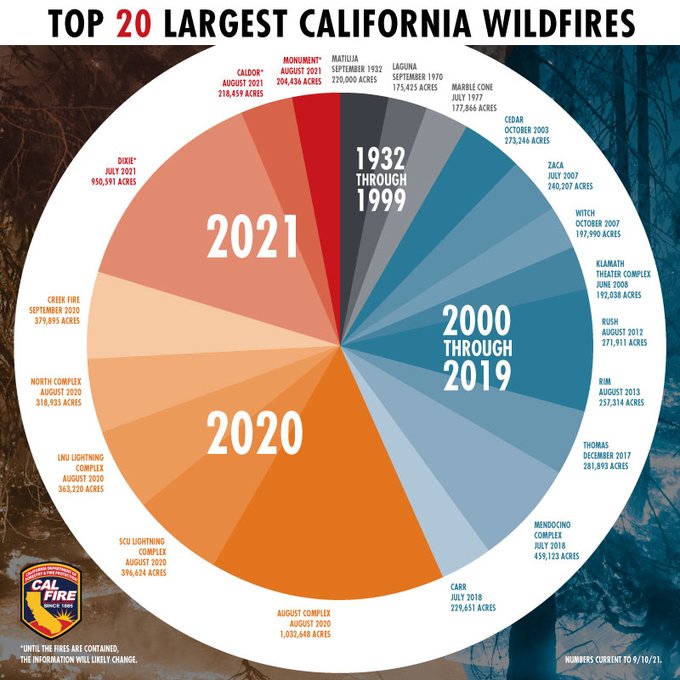 TOP 20 LARGEST CALIFORNIA WILDFIRES
MATILIJA
SEPTEMBER 1932
220,000 ACRES
LAGUNA
SEPTEMBER 1970
175,425 ACRES
MARBLE CONE
JULY 1977
177,866 ACRES
CEDAR
OCTOBER 2003
273,246 ACRES
ZACA
JULY 2007
240,207 ACRES
WITCH
OCTOBER 2007
197,990 ACRES
KLAMATH
THEATER COMPLEX
JUNE 2008
192,038 ACRES
RUSH
AUGUST 2012
271,911 ACRES
RIM
AUGUST 2013
257,314 ACRES
THOMAS
DECEMBER 2017
281,893 ACRES
MENDOCINO
COMPLEX
JULY 2018
459,123 ACRES
CARR
JULY 2018
229,651 ACRES
AUGUST COMPLEX
AUGUST 2020
1,032,648 ACRES
SCU LIGHTNING
COMPLEX
AUGUST 2020
396,624 ACRES
LNU LIGHTNING
COMPLEX
AUGUST 2020
363,220 ACRES
NORTH COMPLEX
AUGUST 2020
318,935 ACRES
CREEK FIRE
SEPTEMBER 2020
379,895 ACRES
DIXIE*
JULY 2021
950,591 ACRES
CALDOR*
AUGUST 2021
218,459 ACRES
MONUMENT*
AUGUST 2021
204,436 ACRES
1932
THROUGH
1999
2000
THROUGH
2019
2020
2021
CALIFORNIA DEPARTMENT OF
FORESTRY & FIRE PROTECTION
CAL
FIRE
SINCE 1885
*UNTIL THE FIRES ARE CONTAINED,
THE INFORMATION WILL LIKELY CHANGE.
NUMBERS CURRENT TO 9/10/21.